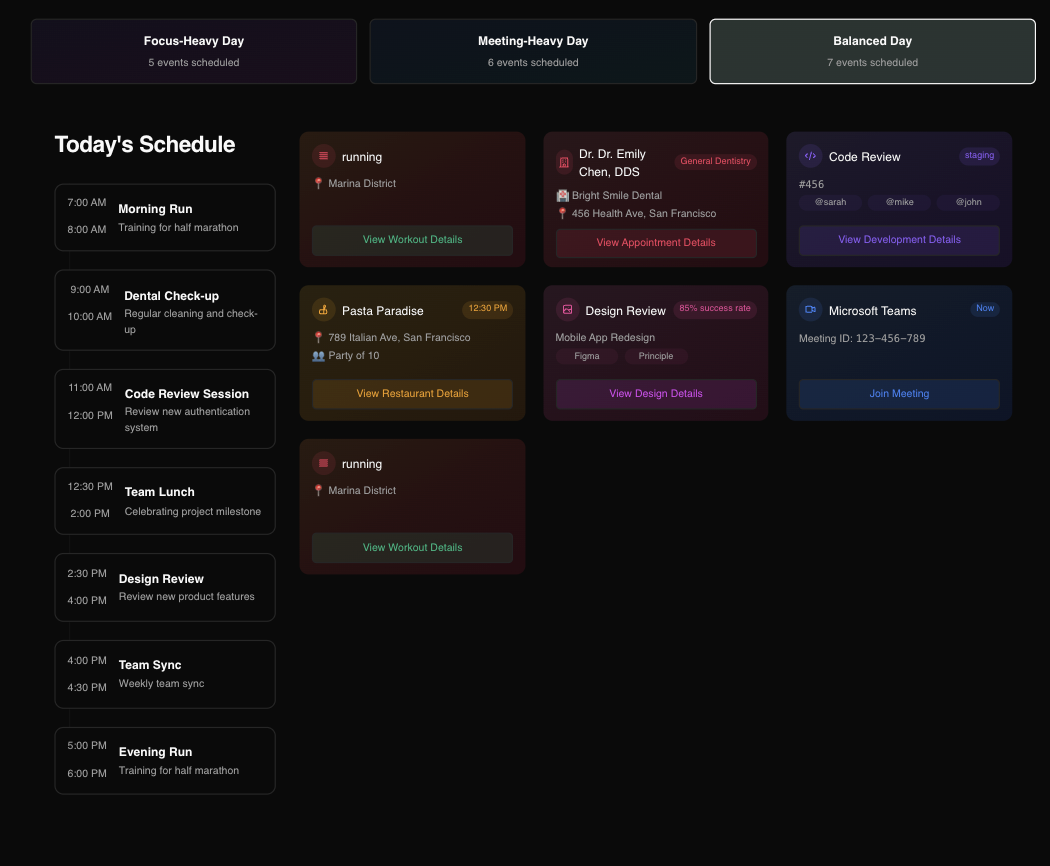 Focus-Heavy Day
5 events scheduled
Meeting-Heavy Day
6 events scheduled
Balanced Day
7 events scheduled
Today's Schedule
7:00 AM
8:00 AM
Morning Run
Training for half marathon
9:00 AM
10:00 AM
Dental Check-up
Regular cleaning and check-
up
11:00 AM
12:00 PM
Code Review Session
Review new authentication
system
12:30 PM
2:00 PM
Team Lunch
Celebrating project milestone
2:30 PM
4:00 PM
Design Review
Review new product features
4:00 PM
4:30 PM
Team Sync
Weekly team sync
5:00 PM
6:00 PM
Evening Run
Training for half marathon
running
📍 Marina District
View Workout Details
Dr. Dr. Emily
Chen, DDS
General Dentistry
🏥 Bright Smile Dental
📍 456 Health Ave, San Francisco
View Appointment Details
Code Review
staging
#456
@sarah
@mike
@john
View Development Details
Pasta Paradise
12:30 PM
📍 789 Italian Ave, San Francisco
👥 Party of 10
View Restaurant Details
Design Review
85% success rate
Mobile App Redesign
Figma
Principle
View Design Details
Microsoft Teams
Now
Meeting ID: 123-456-789
Join Meeting
running
📍 Marina District
View Workout Details